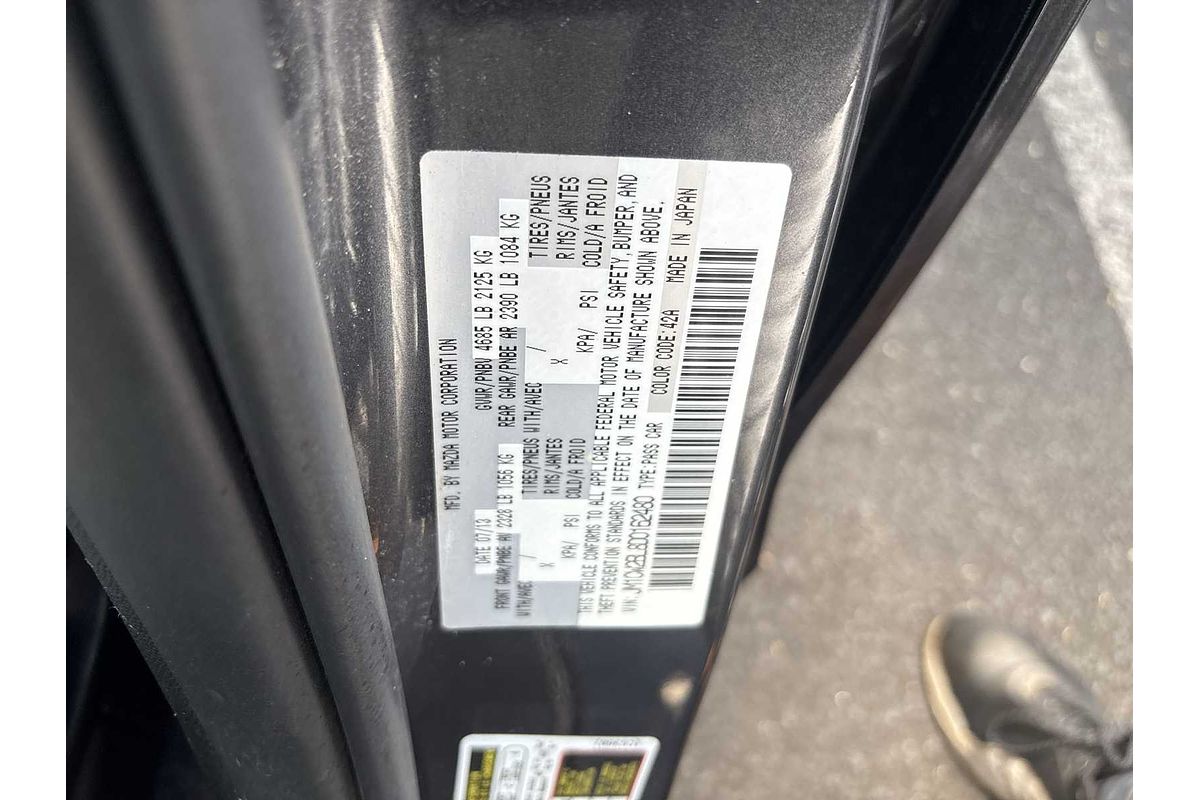 MFD. BY MAZDA MOTOR CORPORATION
DATE 07/13 GVWR/PNBV 4685 LB 2125 KG
FRONT GAWR/PNBE AV 2328 LB 1056 KG REAR GAWR/PNBE AR 2390 LB 1084 KG
WITH/AVEC / TIRES/PNEUS WITH/AVEC / TIRES/PNEUS
X RIMS/JANTES X RIMS/JANTES
KPA/ PSI COLD/A FROID KPA/ PSI COLD/A FROID
THIS VEHICLE CONFORMS TO ALL APPLICABLE FEDERAL MOTOR VEHICLE SAFETY, BUMPER, AND
THEFT PREVENTION STANDARDS IN EFFECT ON THE DATE OF MANUFACTURE SHOWN ABOVE.
VIN:JM1CW2BL8D0162480 TYPE:PASS CAR COLOR CODE:42A MADE IN JAPAN